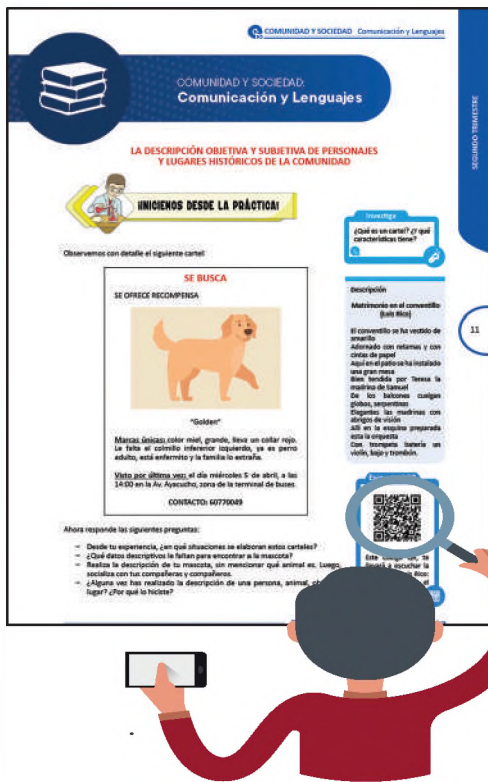 COMUNIDAD Y SOCIEDAD Comunicación y Lenguajes
COMUNIDAD Y SOCIEDAD:
Comunicación y Lenguajes
SEGUNDO TRIMESTRE
LA DESCRIPCIÓN OBJETIVA Y SUBJETIVA DE PERSONAJES
Y LUGARES HISTÓRICOS DE LA COMUNIDAD
¡INICIENOS DESDE LA PRÁCTICA!
Observemos con detalle el siguiente cartel
SE BUSCA
SE OFRECE RECOMPENSA
"Golden"
Marcas únicas: color miel, grande, lleva un collar rojo.
Le falta el colmillo inferior izquierdo, ya es perro
adulto, está enfermito y la familia lo extraña.
Visto por última vez: el día miércoles 5 de abril, a las
14:00 en la Av. Ayacucho, zona de la terminal de buses.
CONTACTO: 60770049
Ahora responde las siguientes preguntas:
— Desde tu experiencia, ¿en qué situaciones se elaboran estos carteles?
— ¿Qué datos descriptivos le faltan para encontrar a la mascota?
— Realiza la descripción de tu mascota, sin mencionar qué animal es. Luego,
socializa con tus compañeras y compañeros.
— ¿Alguna vez has realizado la descripción de una persona, animal,
lugar? ¿Por qué lo hiciste?
Investiga
¿Qué es un cartel? ¿Y qué
características tiene?
Descripción
Matrimonio en el conventillo
(Luis Rico)
El conventillo se ha vestido de
amarillo
Adornado con retamas y con
cintas de papel
Aquí en el patio se ha instalado
una gran mesa
Bien tendida por Teresa la
madrina de Samuel
De los balcones cuelgan
globos, serpentinas
Elegantes las madrinas con
abrigos de visión
Allí en la esquina preparada
esta la orquesta
Con trompeta batería un
violín, bajo y trombón.
11